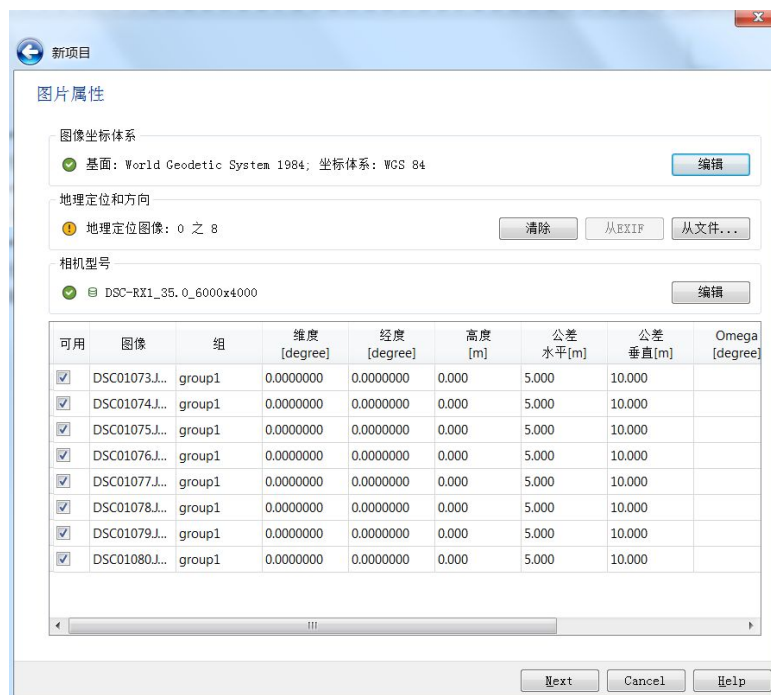 新项目
图片属性
图像坐标体系
基面: World Geodetic System 1984; 坐标体系: WGS 84
编辑
地理定位和方向
地理定位图像: 0 之 8
清除 从EXIF 从文件...
相机型号
DSC-RX1_35.0_6000x4000
编辑
可用 图像 组 维度 [degree] 经度 [degree] 高度 [m] 公差 水平[m] 公差 垂直[m] Omega [degree]
DSC01073.J... group1 0.0000000 0.0000000 0.000 5.000 10.000
DSC01074.J... group1 0.0000000 0.0000000 0.000 5.000 10.000
DSC01075.J... group1 0.0000000 0.0000000 0.000 5.000 10.000
DSC01076.J... group1 0.0000000 0.0000000 0.000 5.000 10.000
DSC01077.J... group1 0.0000000 0.0000000 0.000 5.000 10.000
DSC01078.J... group1 0.0000000 0.0000000 0.000 5.000 10.000
DSC01079.J... group1 0.0000000 0.0000000 0.000 5.000 10.000
DSC01080.J... group1 0.0000000 0.0000000 0.000 5.000 10.000
Next Cancel Help